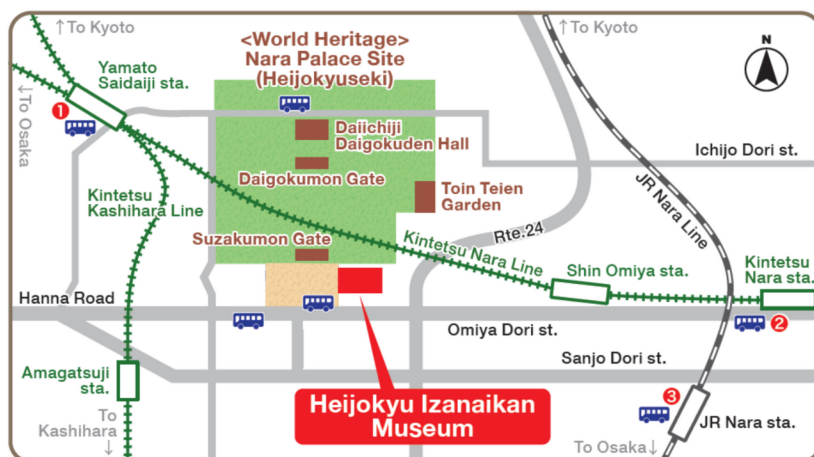 ↑To Kyoto
Yamato
Saidaiji sta.
❶
↓To Osaka
<World Heritage>
Nara Palace Site
(Heijokyuseki)
↑To Kyoto
N
Daiichiji
Daigokuden Hall
Daigokumon Gate
Toin Teien
Garden
Ichijo Dori st.
JR Nara Line
Kintetsu
Kashihara Line
Suzakumon Gate
Rte.24
Kintetsu Nara Line
Shin Omiya sta.
Kintetsu
Nara sta.
Hanna Road
Omiya Dori st.
❷
Sanjo Dori st.
Amagatsuji
sta.
To
Kashihara
↓
Heijokyu Izanaikan
Museum
❸
JR Nara sta.
To Osaka↓